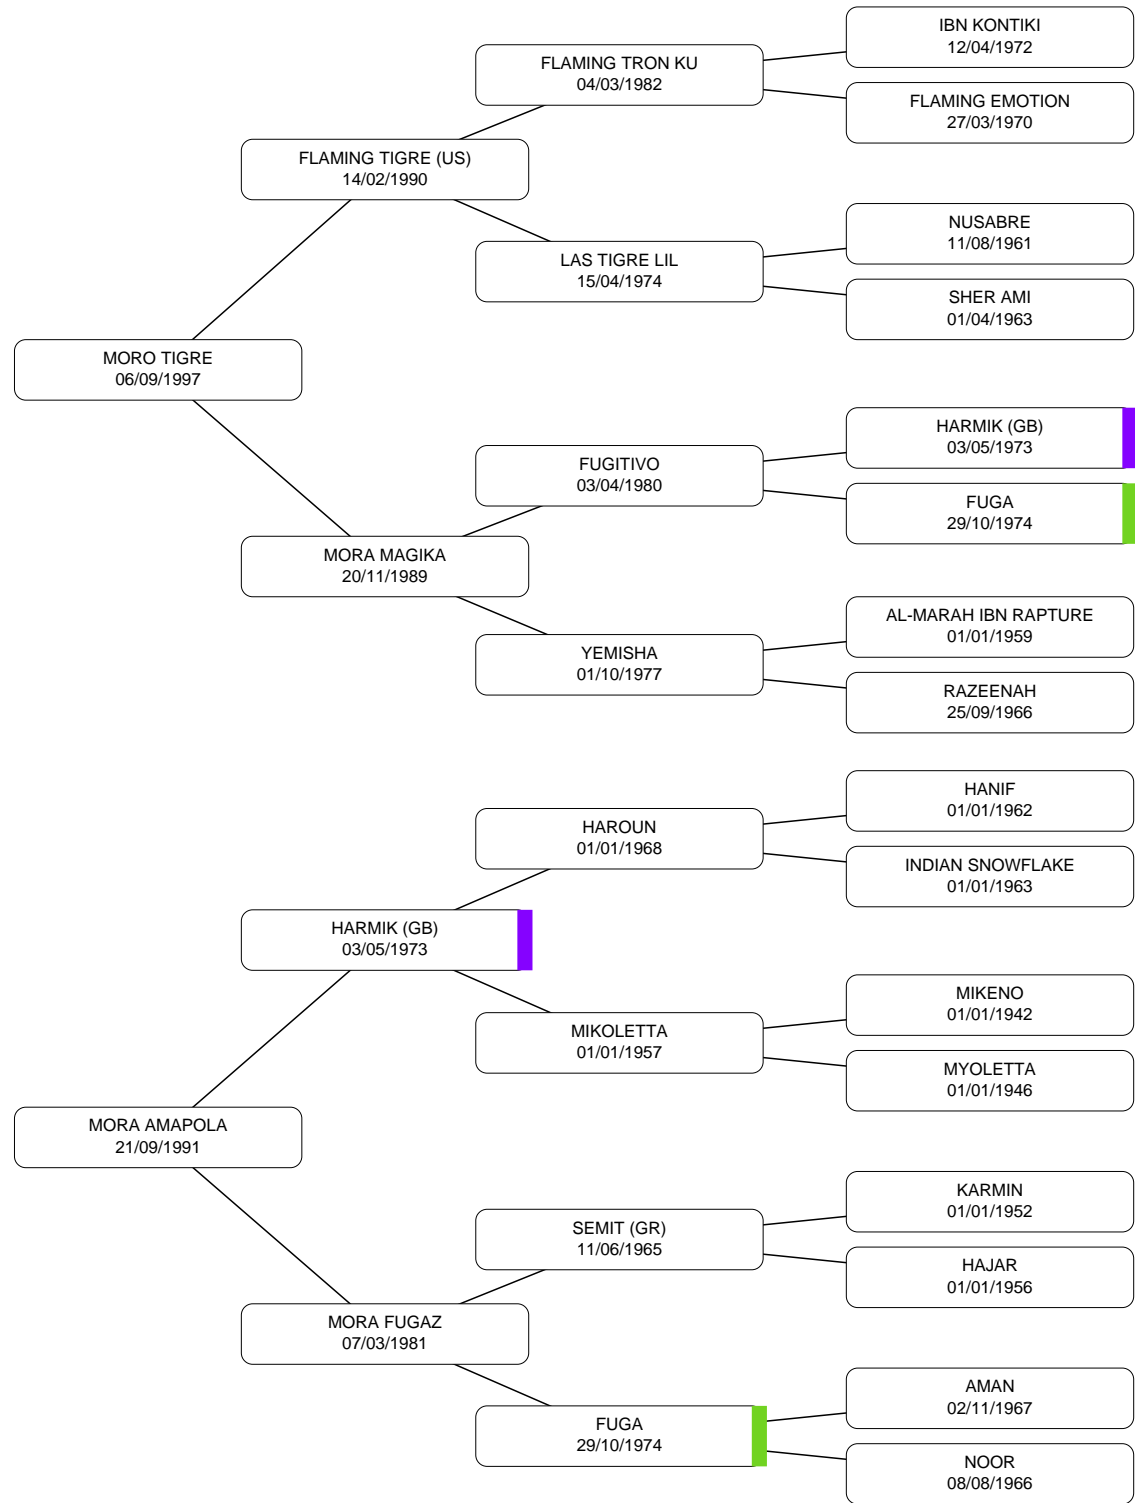 IBN KONTIKI
12/04/1972
FLAMING TRON KU
04/03/1982
FLAMING EMOTION
27/03/1970
FLAMING TIGRE (US)
14/02/1990
NUSABRE
11/08/1961
LAS TIGRE LIL
15/04/1974
SHER AMI
01/04/1963
MORO TIGRE
06/09/1997
HARMIK (GB)
03/05/1973
FUGITIVO
03/04/1980
FUGA
29/10/1974
MORA MAGIKA
20/11/1989
AL-MARAH IBN RAPTURE
01/01/1959
YEMISHA
01/10/1977
RAZEENAH
25/09/1966
HANIF
01/01/1962
HAROUN
01/01/1968
INDIAN SNOWFLAKE
01/01/1963
HARMIK (GB)
03/05/1973
MIKENO
01/01/1942
MIKOLETTA
01/01/1957
MYOLETTA
01/01/1946
MORA AMAPOLA
21/09/1991
KARMIN
01/01/1952
SEMIT (GR)
11/06/1965
HAJAR
01/01/1956
MORA FUGAZ
07/03/1981
AMAN
02/11/1967
FUGA
29/10/1974
NOOR
08/08/1966